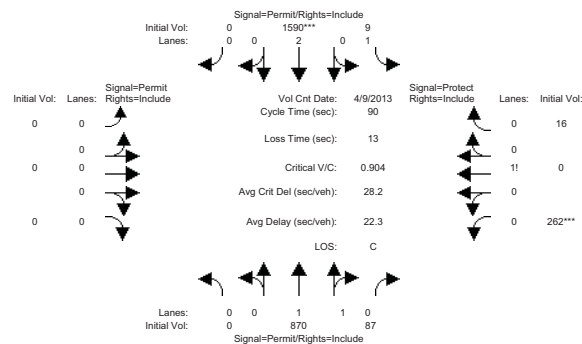 Signal=Permit/Rights=Include
Initial Vol: 0 1590*** 9
Lanes: 0 0 2 0 1
Signal=Permit
Initial Vol: Lanes: Rights=Include
Vol Cnt Date: 4/9/2013
Signal=Protect
Rights=Include Lanes: Initial Vol:
Cycle Time (sec): 90
0 0
0 16
Loss Time (sec): 13
0
0
0 0
Critical V/C: 0.904
1! 0
0
Avg Crit Del (sec/veh): 28.2
0
0 0
Avg Delay (sec/veh): 22.3
0 262***
LOS: C
Lanes: 0 0 1 1 0
Initial Vol: 0 870 87
Signal=Permit/Rights=Include